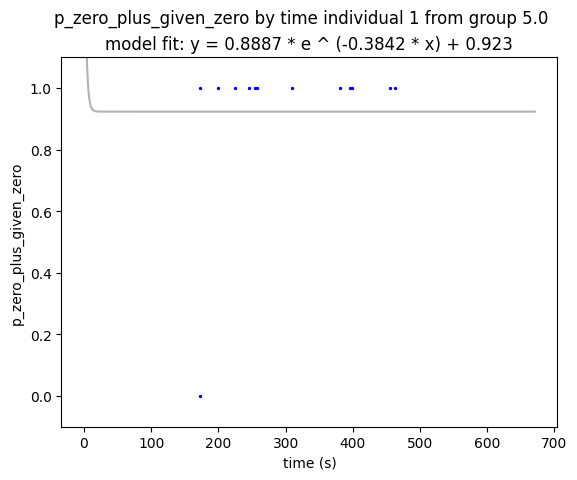 p_zero_plus_given_zero by time individual 1 from group 5.0
model fit: y = 0.8887 * e ^ (-0.3842 * x) + 0.923
p_zero_plus_given_zero
1.0
0.8
0.6
0.4
0.2
0.0
0 100 200 300 400 500 600 700
time (s)